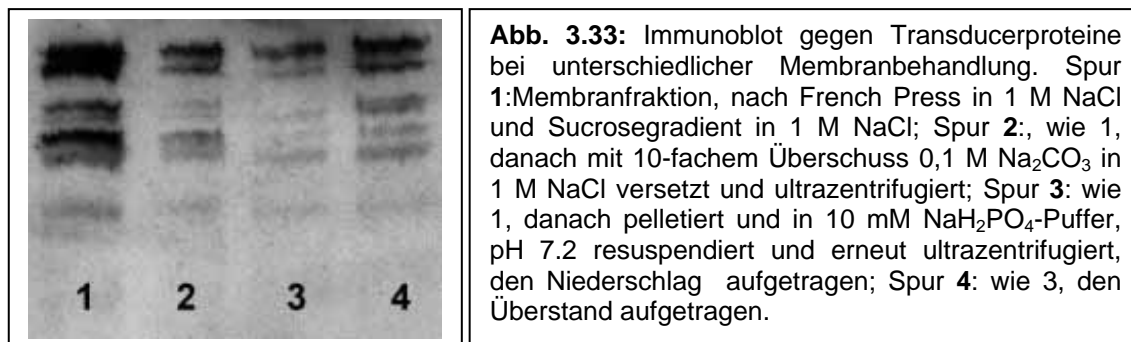 1 2 3 4
Abb. 3.33: Immunoblot gegen Transducerproteine
bei unterschiedlicher Membranbehandlung. Spur
1:Membranfraktion, nach French Press in 1 M NaCl
und Sucrosegradient in 1 M NaCl; Spur 2:, wie 1,
danach mit 10-fachem Überschuss 0,1 M Na₂CO₃ in
1 M NaCl versetzt und ultrazentrifugiert; Spur 3: wie
1, danach pelletiert und in 10 mM NaH₂PO₄-Puffer,
pH 7.2 resuspendiert und erneut ultrazentrifugiert,
den Niederschlag aufgetragen; Spur 4: wie 3, den
Überstand aufgetragen.